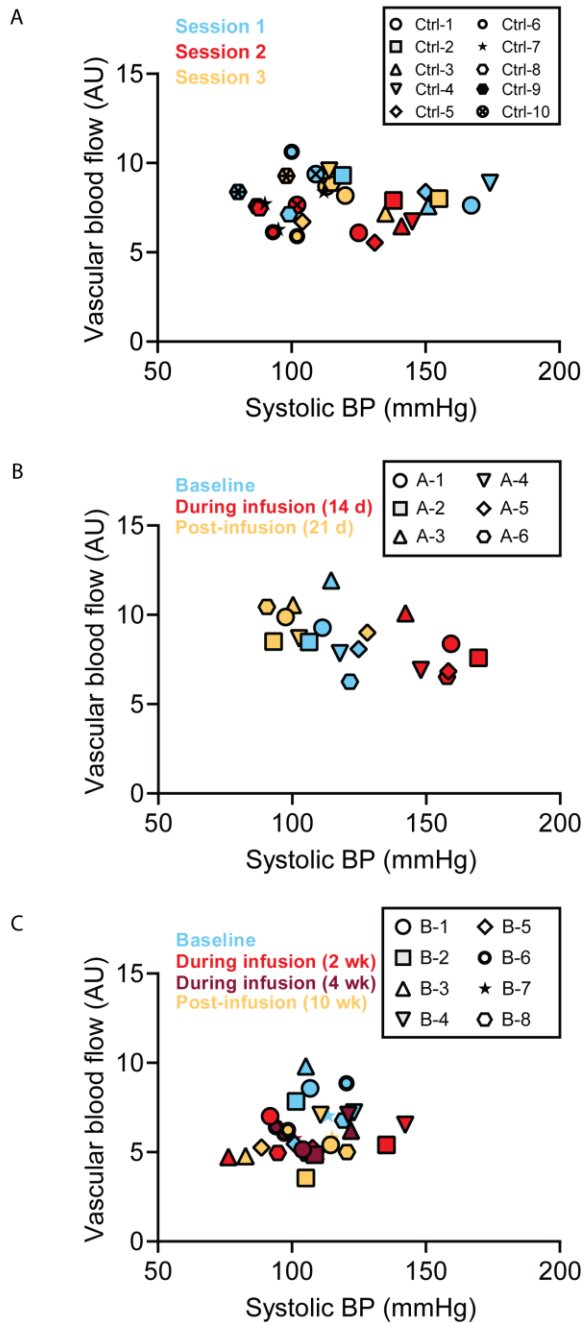 A
Session 1
Session 2
Session 3
Ctrl-1 Ctrl-6
Ctrl-2 Ctrl-7
Ctrl-3 Ctrl-8
Ctrl-4 Ctrl-9
Ctrl-5 Ctrl-10
Vascular blood flow (AU)
15
10
5
0
50 100 150 200
Systolic BP (mmHg)
B
Baseline
During infusion (14 d)
Post-infusion (21 d)
A-1 A-4
A-2 A-5
A-3 A-6
Vascular blood flow (AU)
15
10
5
0
50 100 150 200
Systolic BP (mmHg)
C
Baseline
During infusion (2 wk)
During infusion (4 wk)
Post-infusion (10 wk)
B-1 B-5
B-2 B-6
B-3 B-7
B-4 B-8
Vascular blood flow (AU)
15
10
5
0
50 100 150 200
Systolic BP (mmHg)